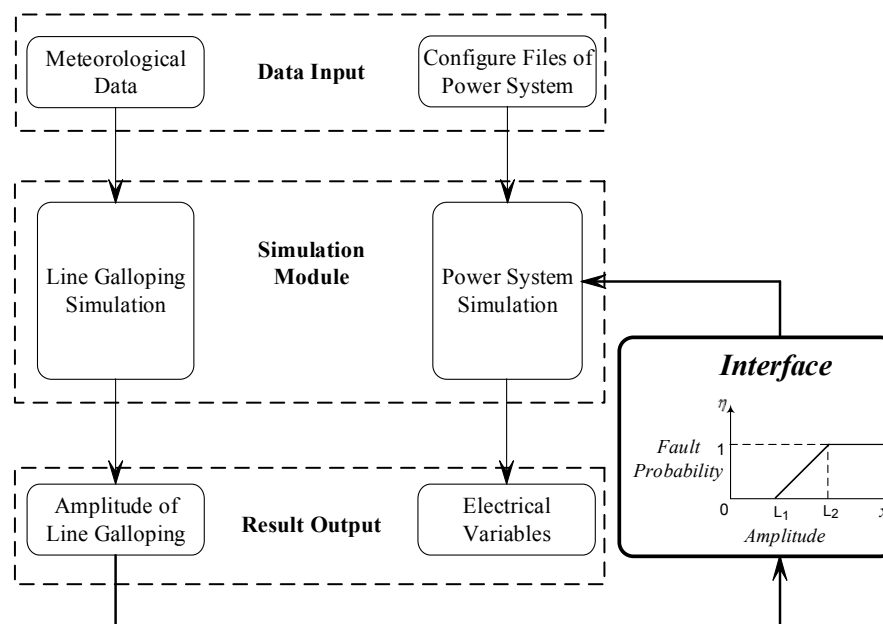 Meteorological
Data
Data Input
Configure Files of
Power System
Line Galloping
Simulation
Simulation
Module
Power System
Simulation
Interface
η
1
Fault
Probability
0
L1
L2
x
Amplitude
Amplitude of
Line Galloping
Result Output
Electrical
Variables